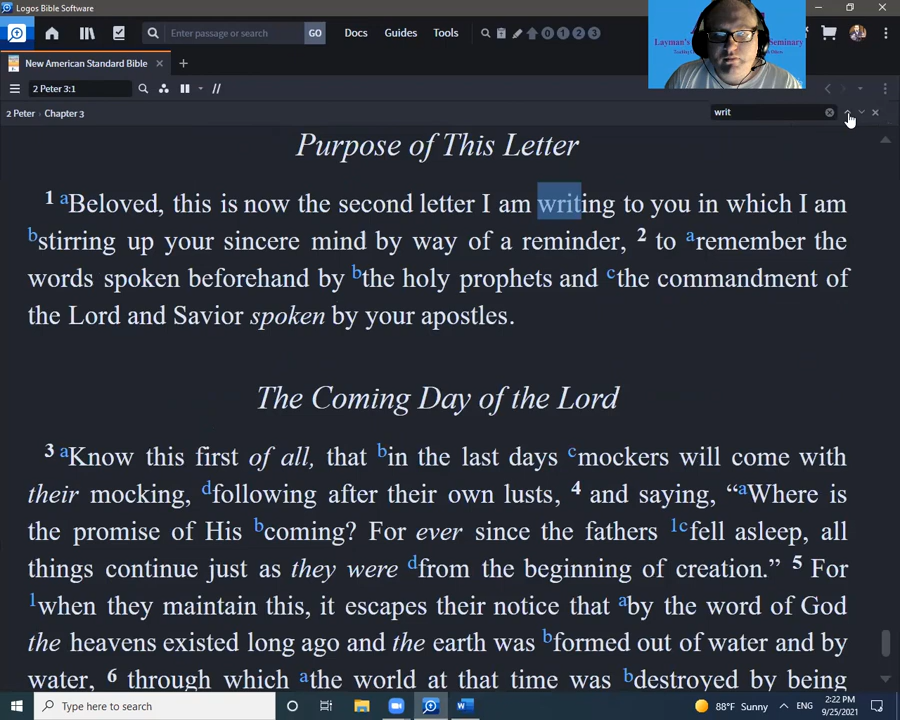 Logos Bible Software
Enter passage or search
GO
Docs
Guides
Tools
Layman's
Seminary
New American Standard Bible
2 Peter 3:1
2 Peter
Chapter 3
writ
Purpose of This Letter
1 aBeloved, this is now the second letter I am writing to you in which I am
bstirring up your sincere mind by way of a reminder, 2 to aremember the
words spoken beforehand by bthe holy prophets and cthe commandment of
the Lord and Savior spoken by your apostles.
The Coming Day of the Lord
3 aKnow this first of all, that bin the last days cmockers will come with
their mocking, dfollowing after their own lusts, 4 and saying, “aWhere is
the promise of His bcoming? For ever since the fathers 1cfell asleep, all
things continue just as they were dfrom the beginning of creation.” 5 For
1when they maintain this, it escapes their notice that aby the word of God
the heavens existed long ago and the earth was bformed out of water and by
water, 6 through which athe world at that time was bdestroyed by being
Type here to search
88°F Sunny
ENG
2:22 PM
9/25/2021